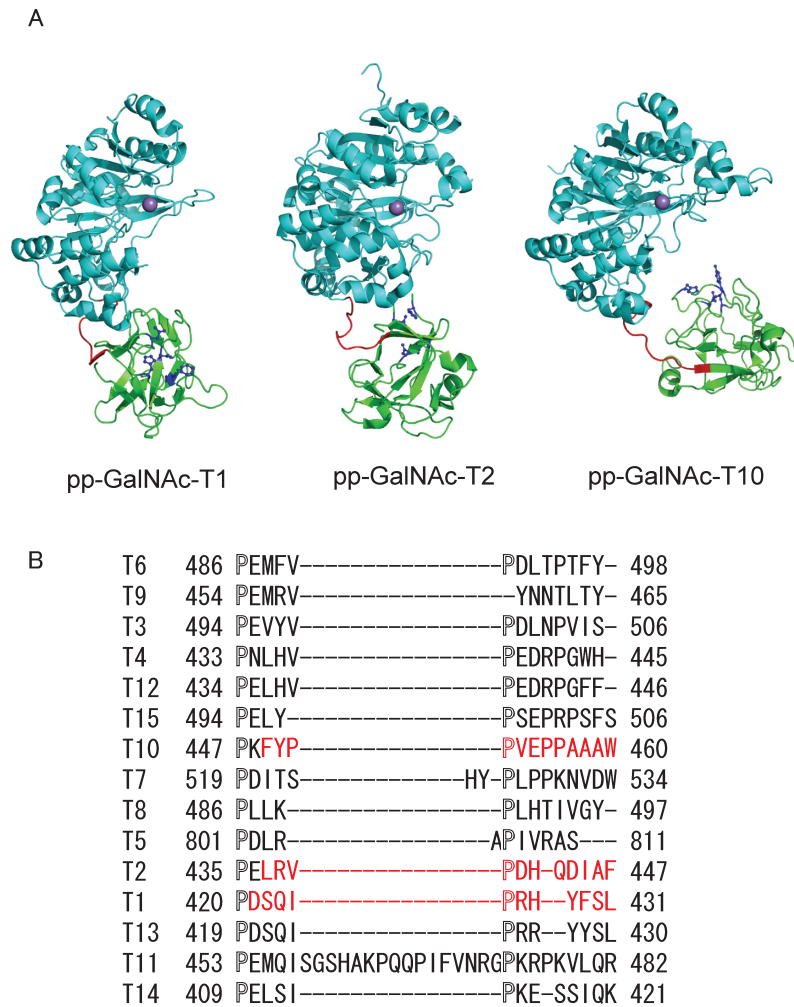 A
pp-GalNAc-T1 pp-GalNAc-T2 pp-GalNAc-T10
B
T6 486 PEMFV----------------PDLTPTFY- 498
T9 454 PEMRV-----------------YNNTLTY- 465
T3 494 PEVYV----------------PDLNPVIS- 506
T4 433 PNLHV----------------PEDRPGWH- 445
T12 434 PELHV----------------PEDRPGFF- 446
T15 494 PELY-----------------PSEPRPSFS 506
T10 447 PKFYP----------------PVEPPAAAW 460
T7 519 PDITS-------------HY-PLPPKNVDW 534
T8 486 PLLK-----------------PLHTIVGY- 497
T5 801 PDLR----------------APIVRAS--- 811
T2 435 PELRV----------------PDH-QDIAF 447
T1 420 PDSQI----------------PRH--YFSL 431
T13 419 PDSQI----------------PRR--YYSL 430
T11 453 PEMQISGSHAKPQQPIFVNRGPKRPKVLQR 482
T14 409 PELSI----------------PKE-SSIQK 421